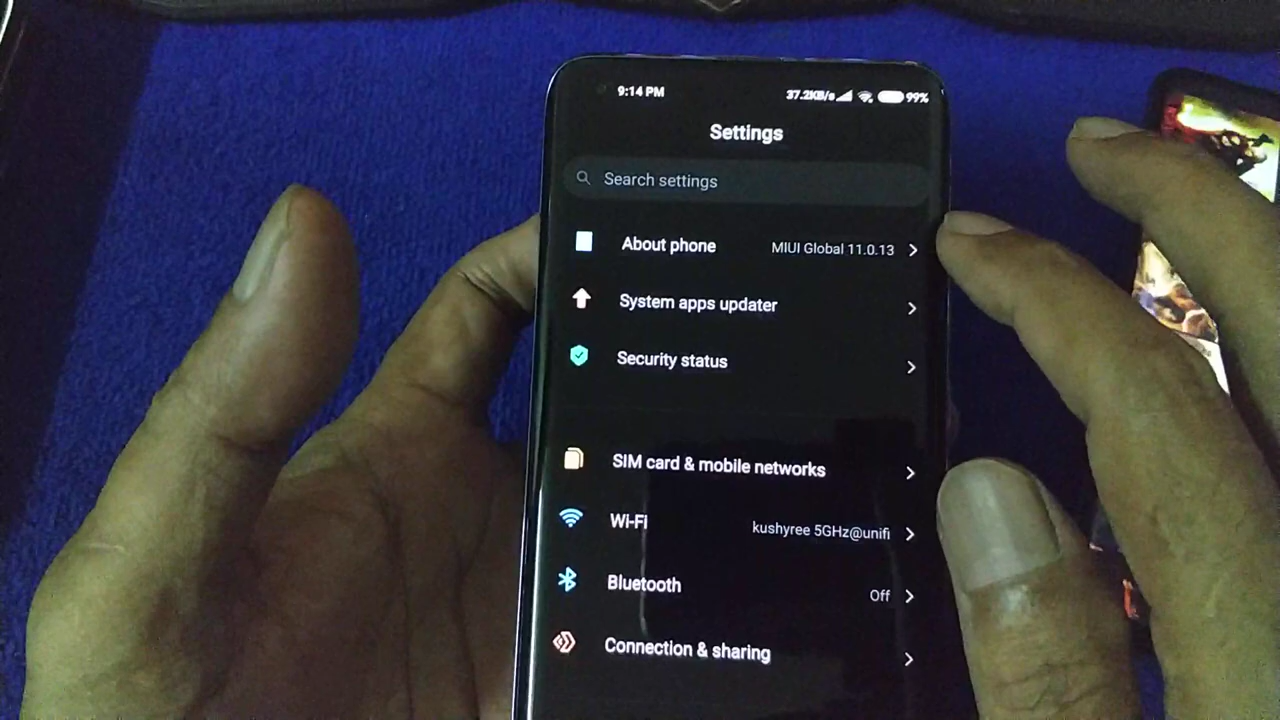 9:14 PM
37.2KB/s 99%
Settings
Search settings
About phone MIUI Global 11.0.13
System apps updater
Security status
SIM card & mobile networks
Wi-Fi kushyree 5GHz@unifi
Bluetooth Off
Connection & sharing